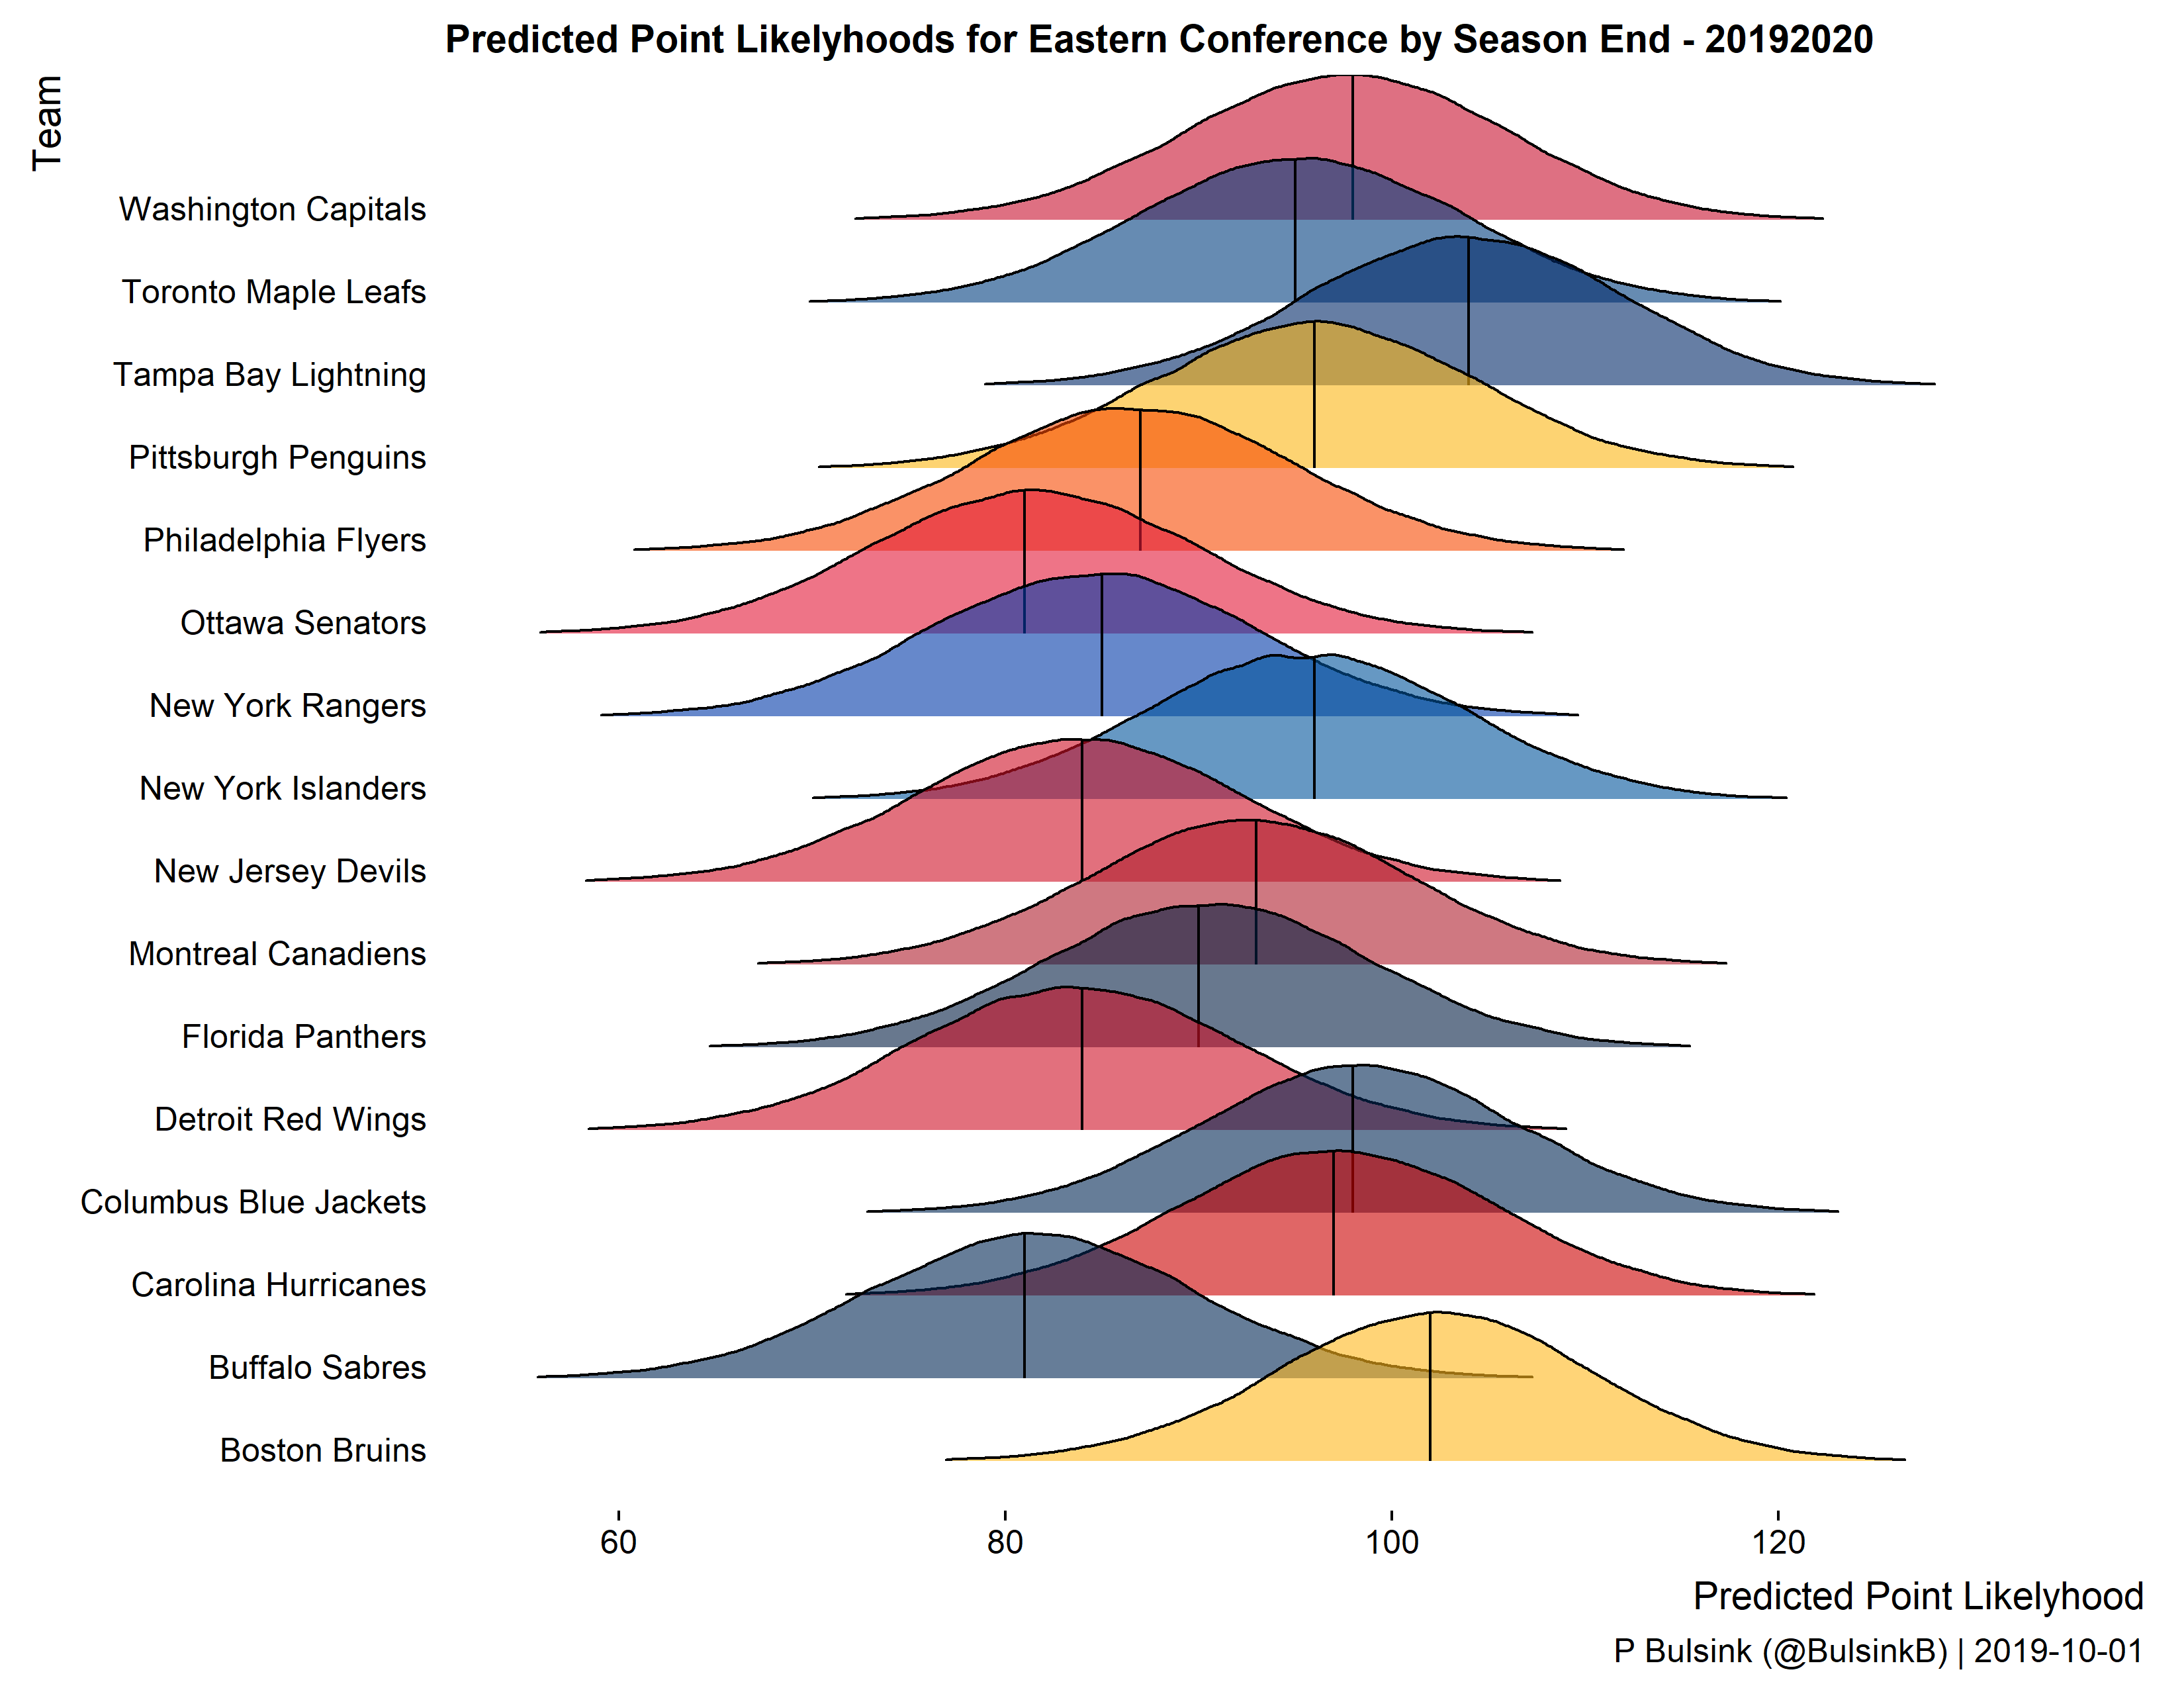 Predicted Point Likelyhoods for Eastern Conference by Season End - 20192020
Team
Washington Capitals
Toronto Maple Leafs
Tampa Bay Lightning
Pittsburgh Penguins
Philadelphia Flyers
Ottawa Senators
New York Rangers
New York Islanders
New Jersey Devils
Montreal Canadiens
Florida Panthers
Detroit Red Wings
Columbus Blue Jackets
Carolina Hurricanes
Buffalo Sabres
Boston Bruins
60 80 100 120
Predicted Point Likelyhood
P Bulsink (@BulsinkB) | 2019-10-01